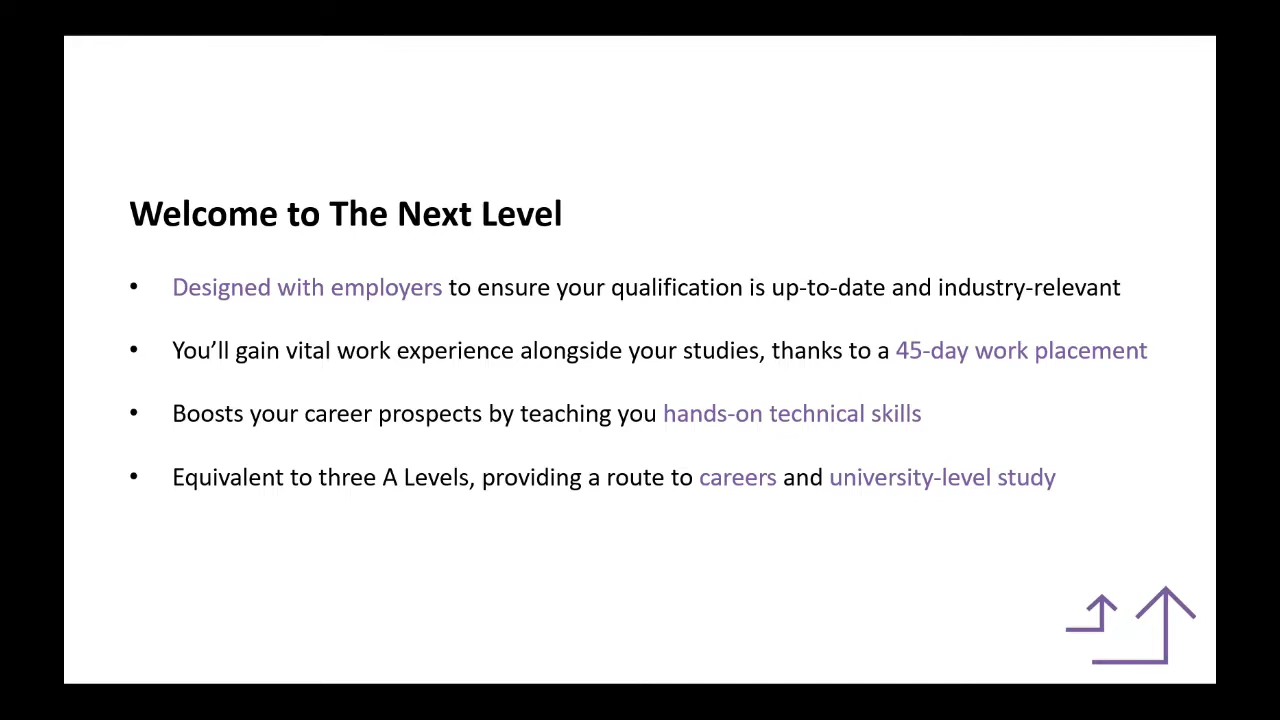 Welcome to The Next Level
• Designed with employers to ensure your qualification is up-to-date and industry-relevant
• You’ll gain vital work experience alongside your studies, thanks to a 45-day work placement
• Boosts your career prospects by teaching you hands-on technical skills
• Equivalent to three A Levels, providing a route to careers and university-level study